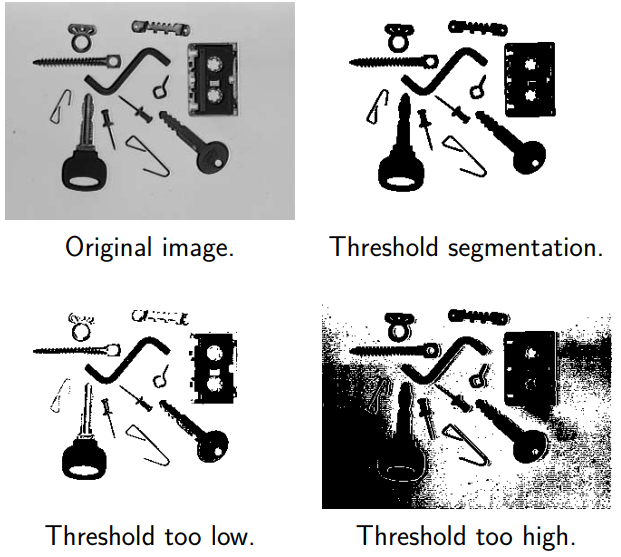 Original image.
Threshold segmentation.
Threshold too low.
Threshold too high.